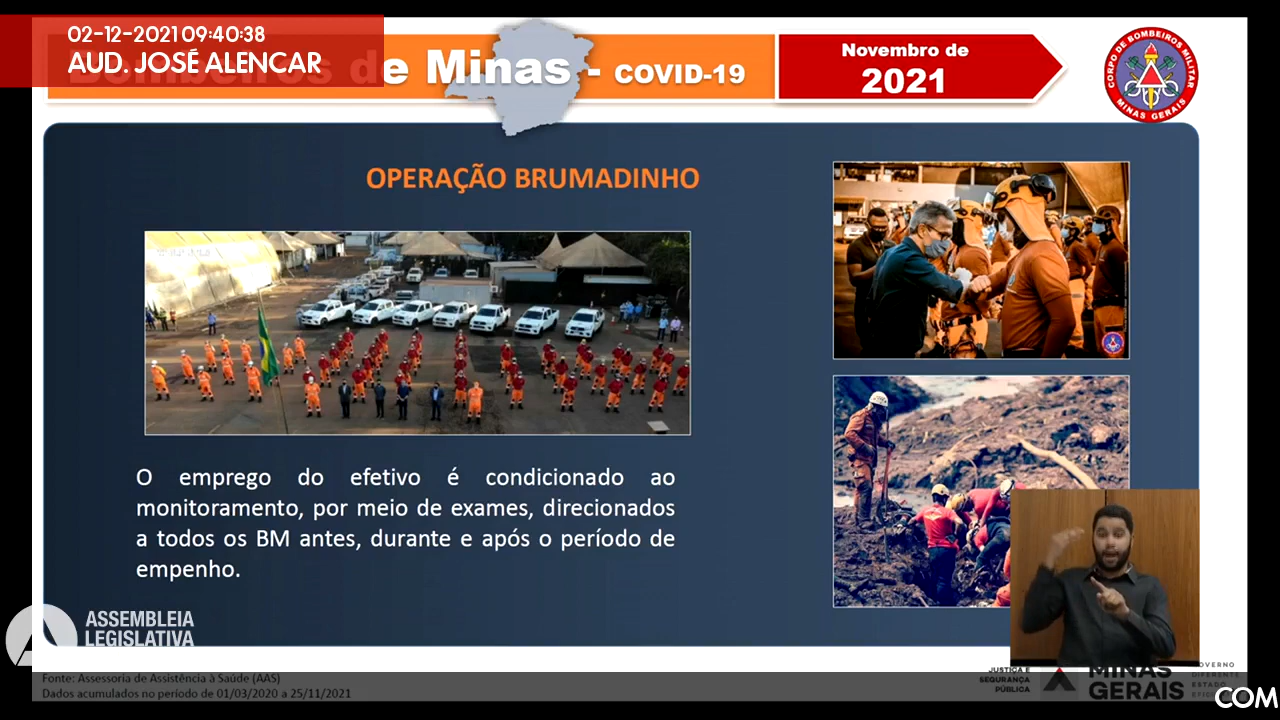 02-12-2021 09:40:38
AUD. JOSÉ ALENCAR
Bombeiros de Minas - COVID-19
Novembro de
2021
CORPO DE BOMBEIROS MILITAR
MINAS GERAIS
OPERAÇÃO BRUMADINHO
O emprego do efetivo é condicionado ao
monitoramento, por meio de exames, direcionados
a todos os BM antes, durante e após o período de
empenho.
ASSEMBLEIA
LEGISLATIVA
Fonte: Assessoria de Assistência à Saúde (AAS)
Dados acumulados no período de 01/03/2020 a 25/11/2021
JUSTIÇA E
SEGURANÇA
PÚBLICA
MINAS
GERAIS
GOVERNO
DIFERENTE.
ESTADO
COM